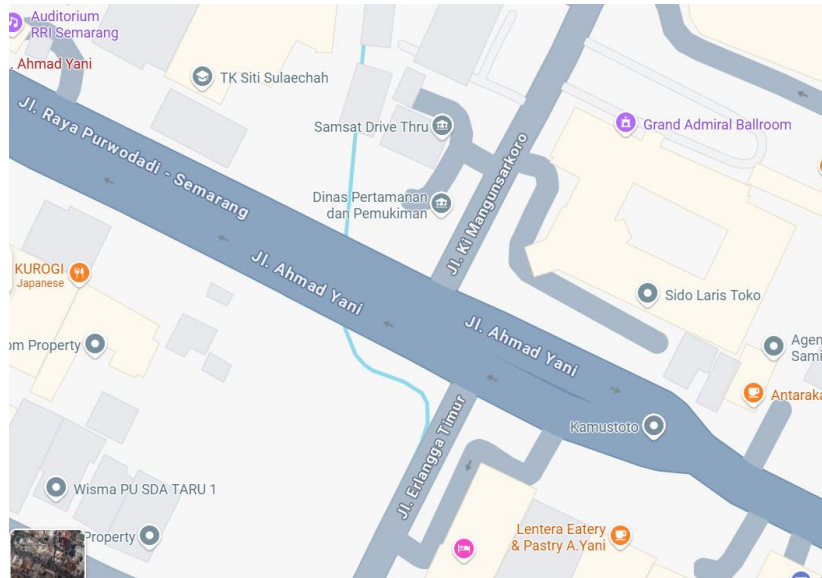 Auditorium
RRI Semarang
. Ahmad Yani
TK Siti Sulaechah
Jl. Raya Purwodadi - Semarang
Samsat Drive Thru
Grand Admiral Ballroom
Dinas Pertamanan
dan Pemukiman
Jl. Ki Mangunsarkoro
KUROGI
Japanese
Jl. Ahmad Yani
Sido Laris Toko
Jl. Ahmad Yani
om Property
Agen
Sami
Antaraka
Kamustoto
Jl. Erlangga Timur
Wisma PU SDA TARU 1
Property
Lentera Eatery
& Pastry A.Yani